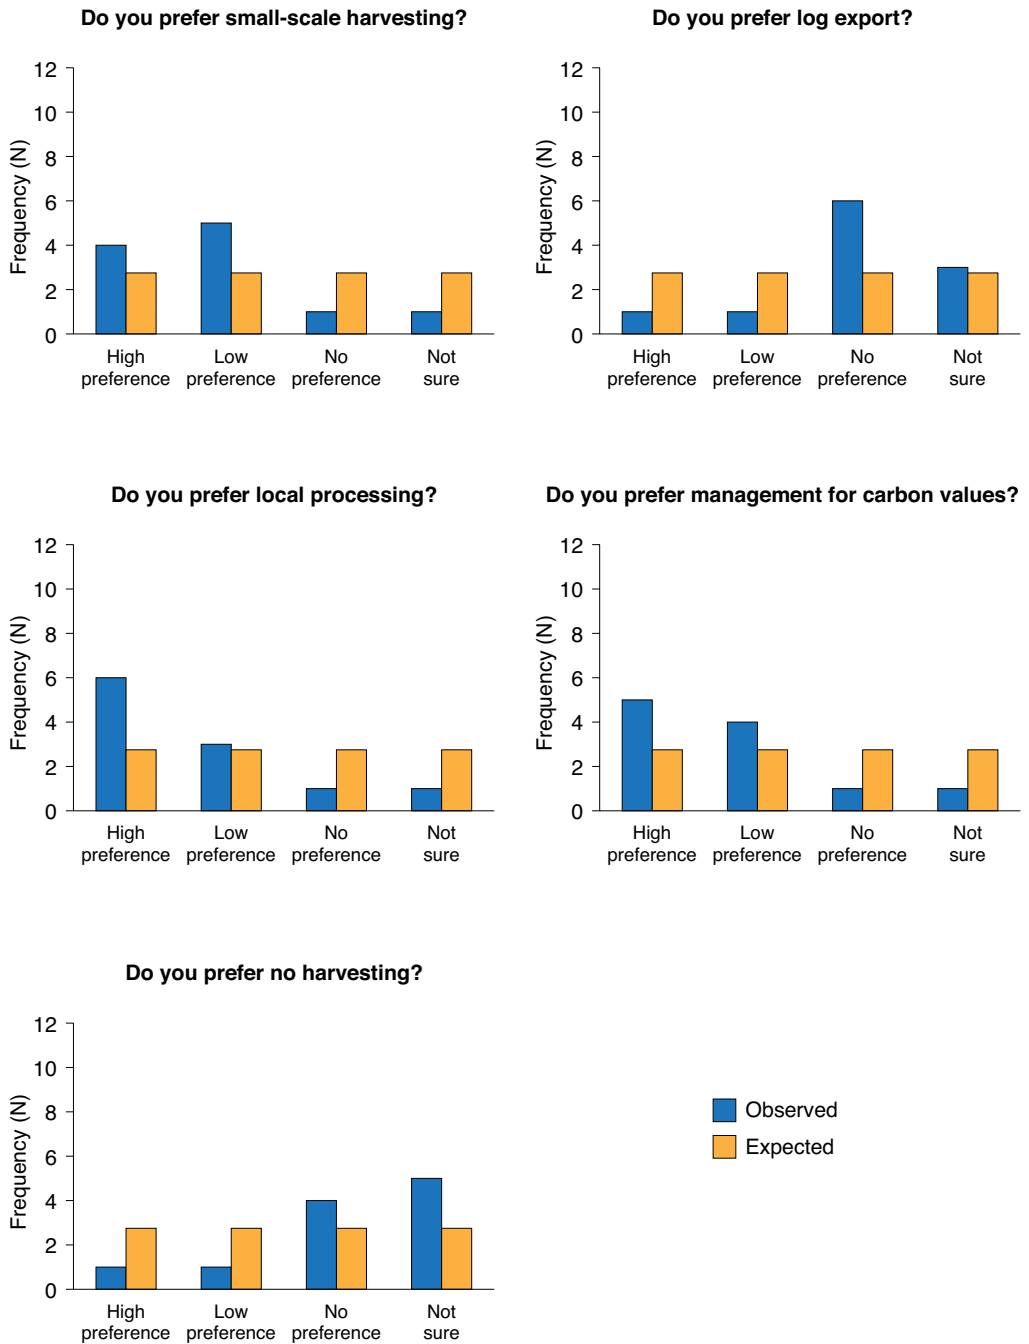 Do you prefer small-scale harvesting?
12
10
8
6
4
2
0
Frequency (N)
High
preference
Low
preference
No
preference
Not
sure
Do you prefer log export?
12
10
8
6
4
2
0
Frequency (N)
High
preference
Low
preference
No
preference
Not
sure
Do you prefer local processing?
12
10
8
6
4
2
0
Frequency (N)
High
preference
Low
preference
No
preference
Not
sure
Do you prefer management for carbon values?
12
10
8
6
4
2
0
Frequency (N)
High
preference
Low
preference
No
preference
Not
sure
Do you prefer no harvesting?
12
10
8
6
4
2
0
Frequency (N)
High
preference
Low
preference
No
preference
Not
sure
Observed
Expected